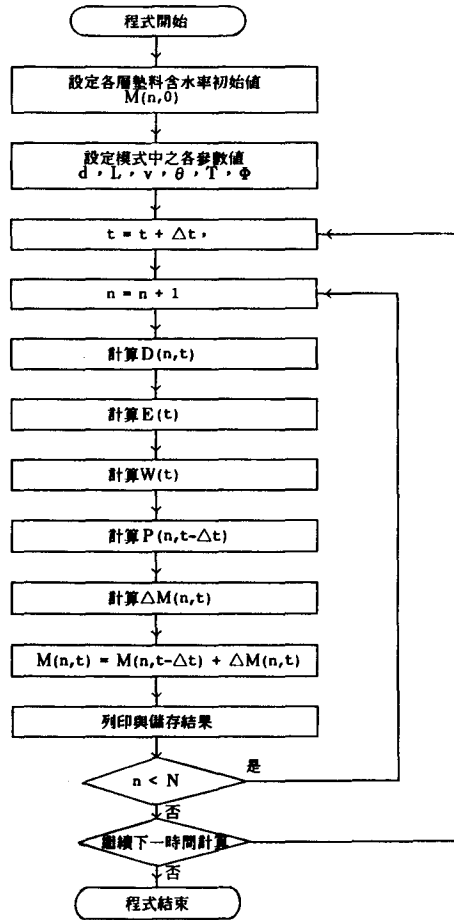 程式開始
設定各層墊料含水率初始值
M(n,0)
設定模式中之各參數值
d，L，v，θ，T，Φ
t = t + △t，
n = n + 1
計算D(n,t)
計算E(t)
計算W(t)
計算P(n,t-△t)
計算△M(n,t)
M(n,t) = M(n,t-△t) + △M(n,t)
列印與儲存結果
是
n < N
否
繼續下一時間計算
否
程式結束